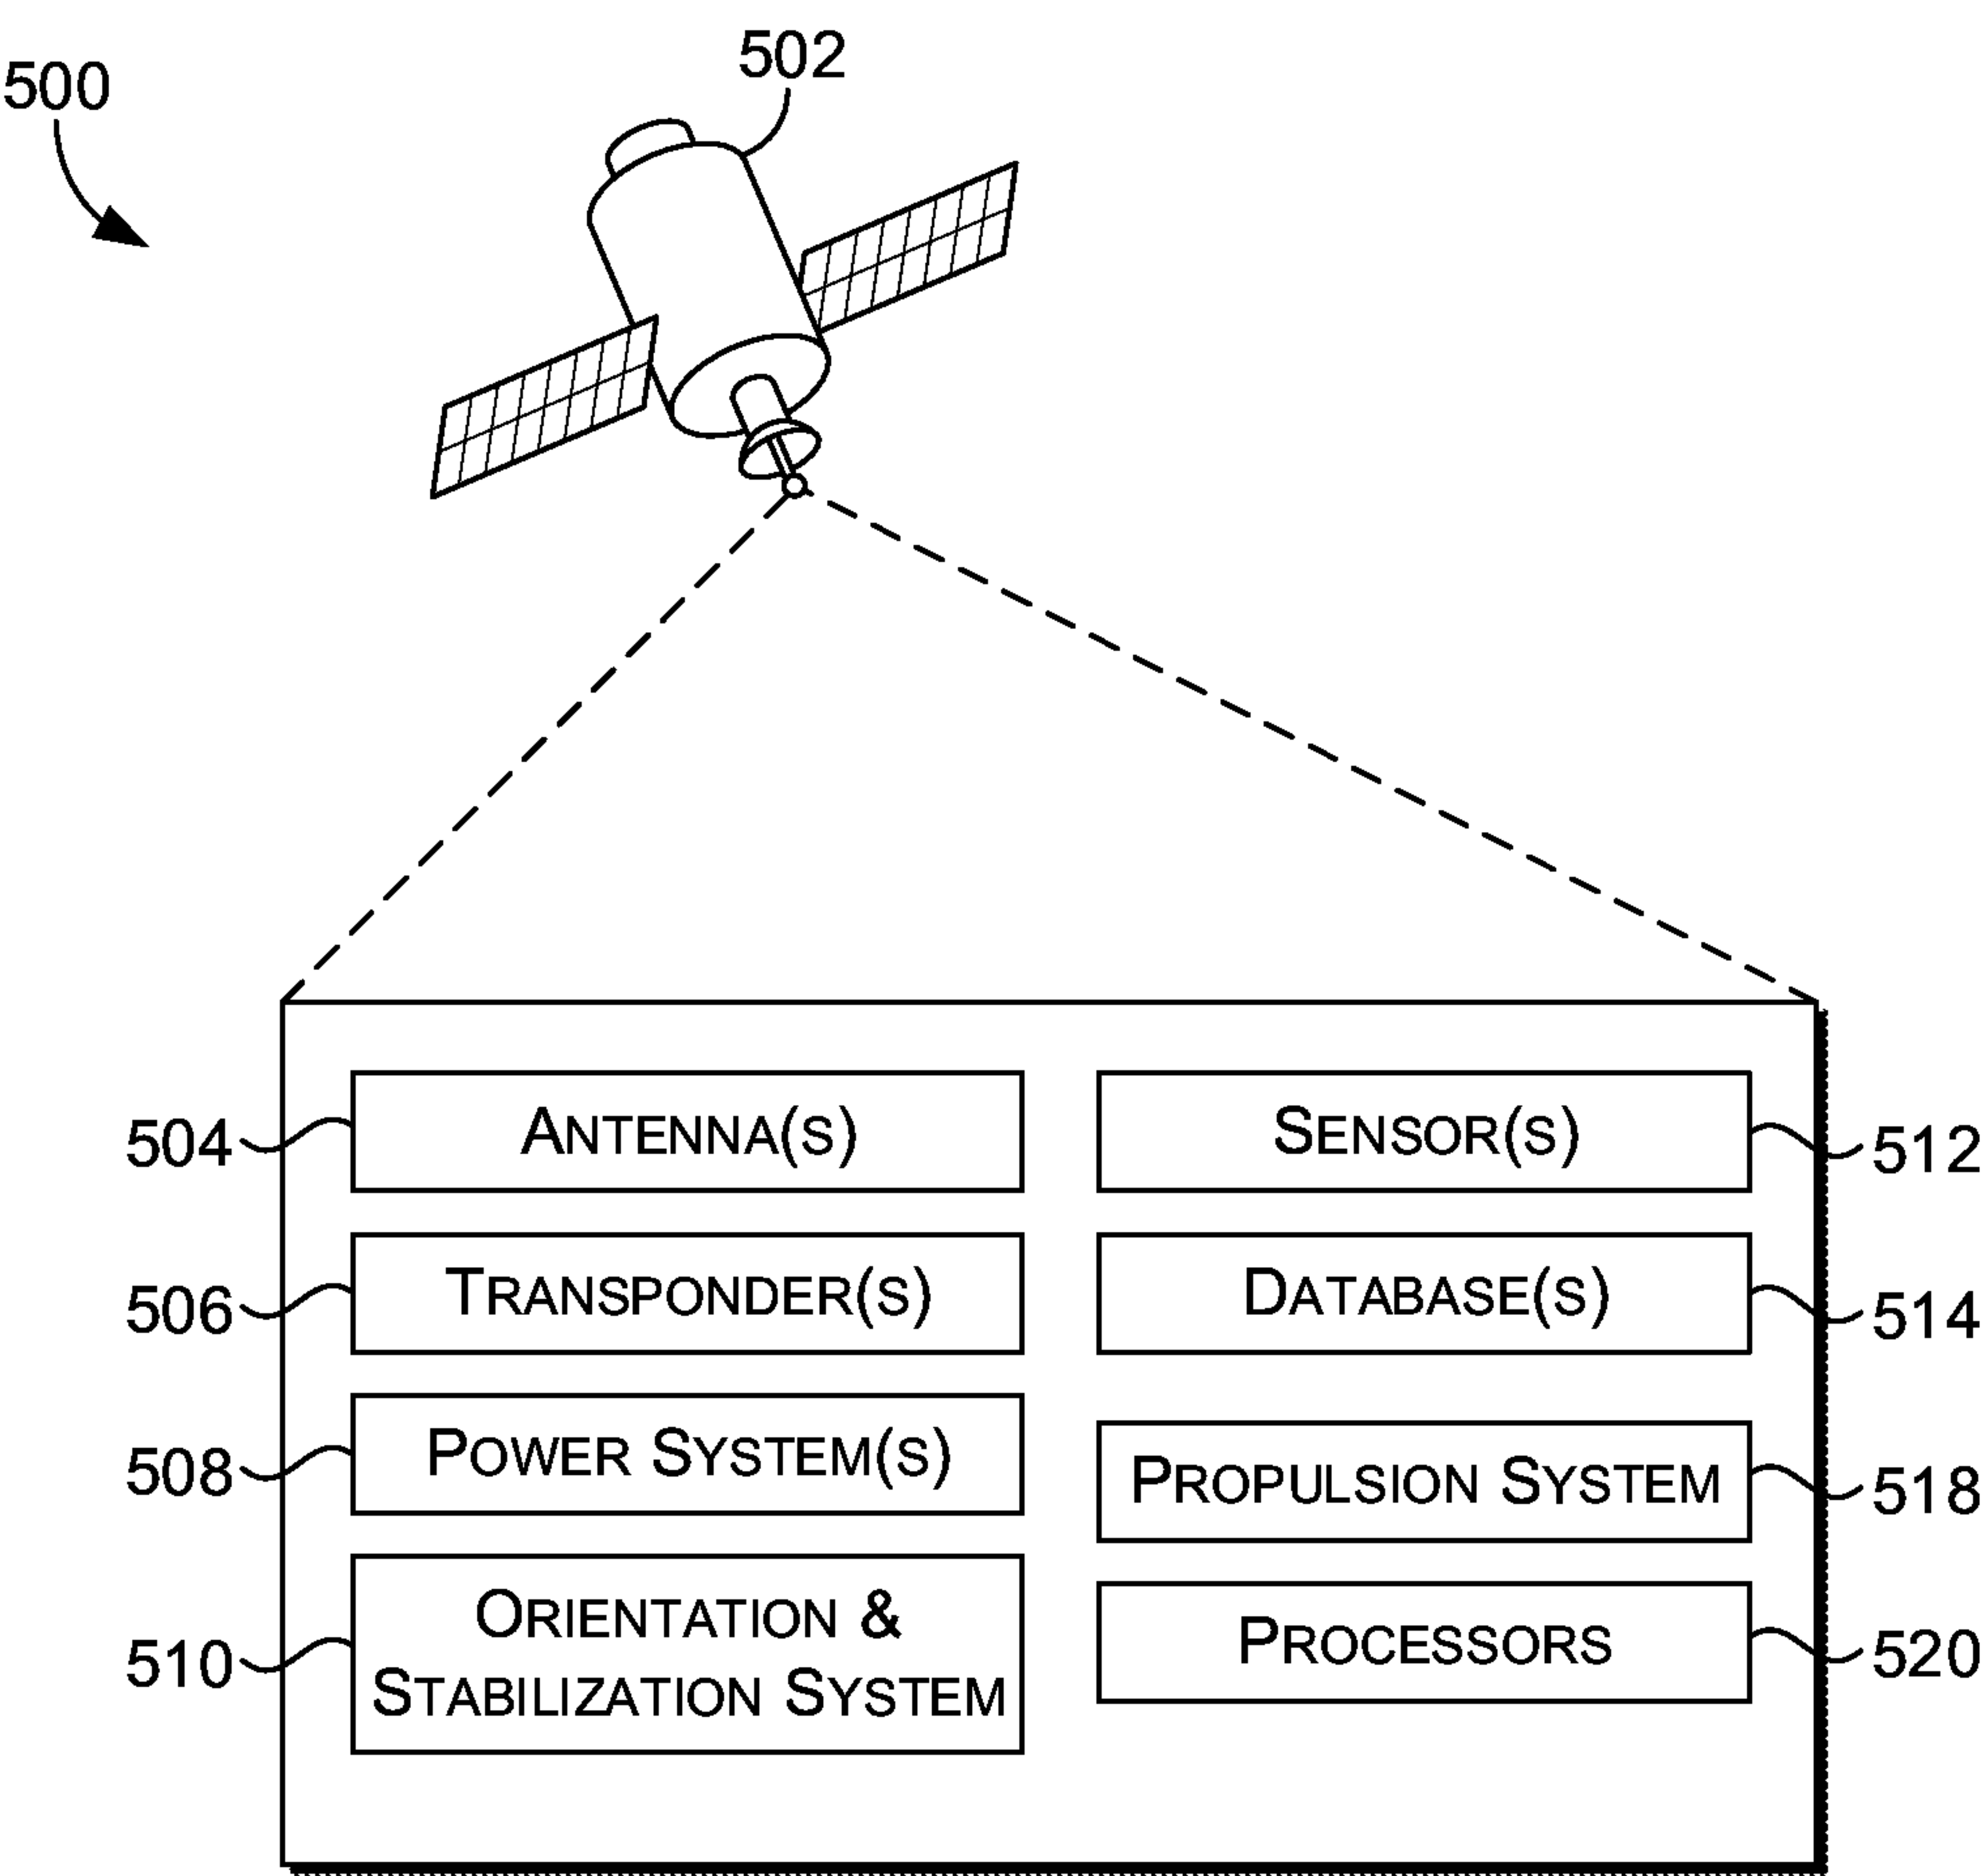 500
502
504
ANTENNA(S)
SENSOR(S)
512
506
TRANSPONDER(S)
DATABASE(S)
514
508
POWER SYSTEM(S)
PROPULSION SYSTEM
518
510
ORIENTATION &
STABILIZATION SYSTEM
PROCESSORS
520